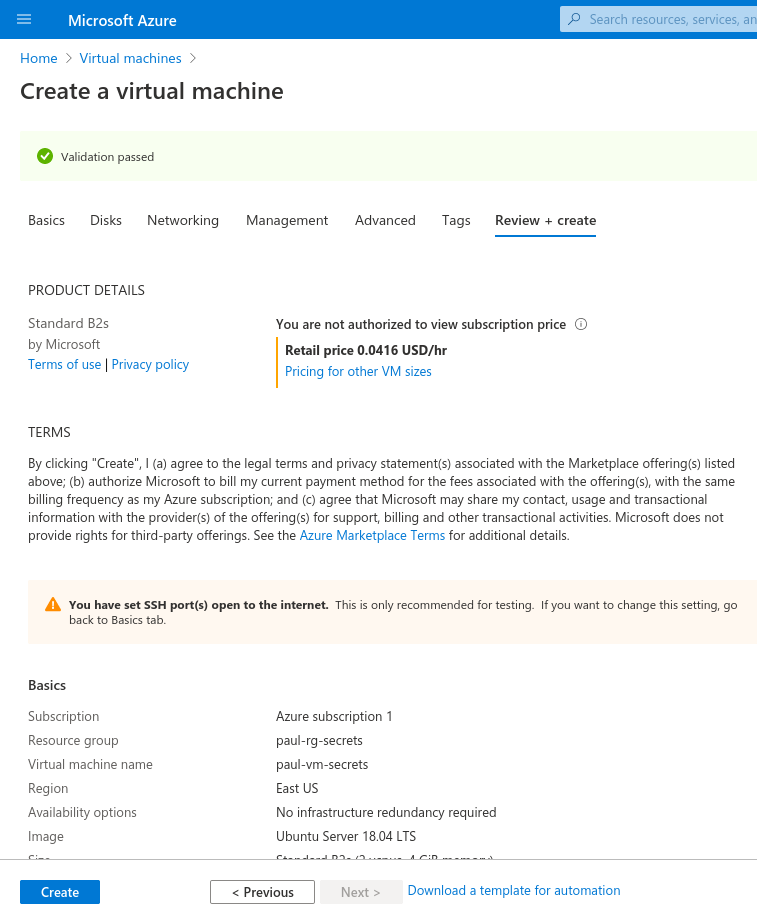 Microsoft Azure
Search resources, services, an
Home > Virtual machines >
Create a virtual machine
Validation passed
Basics Disks Networking Management Advanced Tags Review + create
PRODUCT DETAILS
Standard B2s
by Microsoft
Terms of use | Privacy policy
You are not authorized to view subscription price
Retail price 0.0416 USD/hr
Pricing for other VM sizes
TERMS
By clicking "Create", I (a) agree to the legal terms and privacy statement(s) associated with the Marketplace offering(s) listed
above; (b) authorize Microsoft to bill my current payment method for the fees associated with the offering(s), with the same
billing frequency as my Azure subscription; and (c) agree that Microsoft may share my contact, usage and transactional
information with the provider(s) of the offering(s) for support, billing and other transactional activities. Microsoft does not
provide rights for third-party offerings. See the Azure Marketplace Terms for additional details.
You have set SSH port(s) open to the internet. This is only recommended for testing. If you want to change this setting, go
back to Basics tab.
Basics
Subscription Azure subscription 1
Resource group paul-rg-secrets
Virtual machine name paul-vm-secrets
Region East US
Availability options No infrastructure redundancy required
Image Ubuntu Server 18.04 LTS
Size Standard B2s (2 vcpus, 4 GiB memory)
Create < Previous Next > Download a template for automation